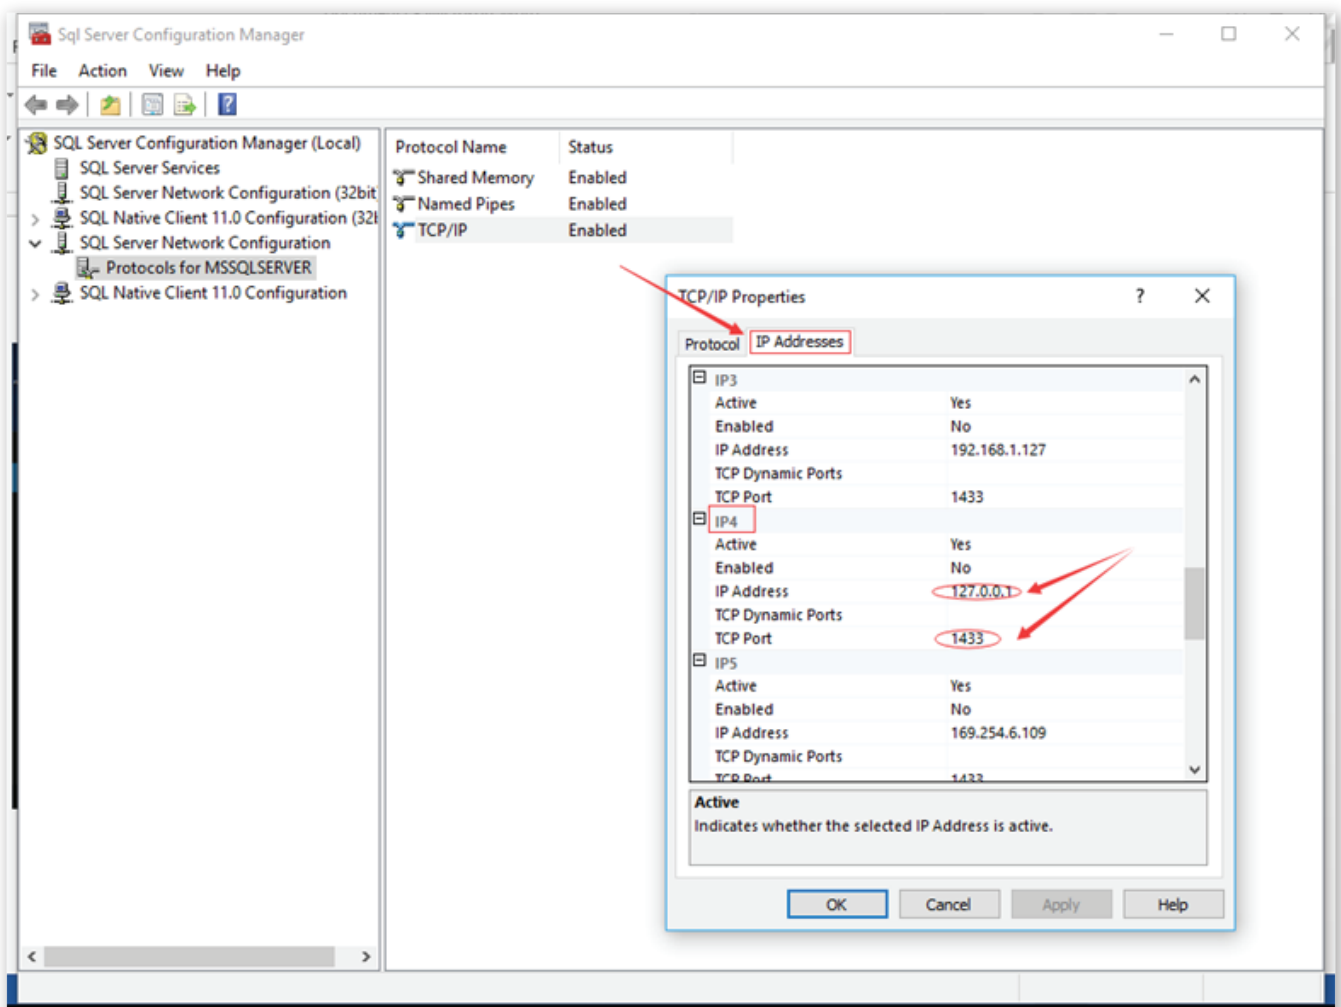 Sql Server Configuration Manager
File Action View Help
SQL Server Configuration Manager (Local)
SQL Server Services
SQL Server Network Configuration (32bit
SQL Native Client 11.0 Configuration (32b
SQL Server Network Configuration
Protocols for MSSQLSERVER
SQL Native Client 11.0 Configuration
Protocol Name Status
Shared Memory Enabled
Named Pipes Enabled
TCP/IP Enabled
TCP/IP Properties
Protocol IP Addresses
IP3
Active Yes
Enabled No
IP Address 192.168.1.127
TCP Dynamic Ports
TCP Port 1433
IP4
Active Yes
Enabled No
IP Address 127.0.0.1
TCP Dynamic Ports
TCP Port 1433
IP5
Active Yes
Enabled No
IP Address 169.254.6.109
TCP Dynamic Ports
TCP Port 1433
Active
Indicates whether the selected IP Address is active.
OK Cancel Apply Help